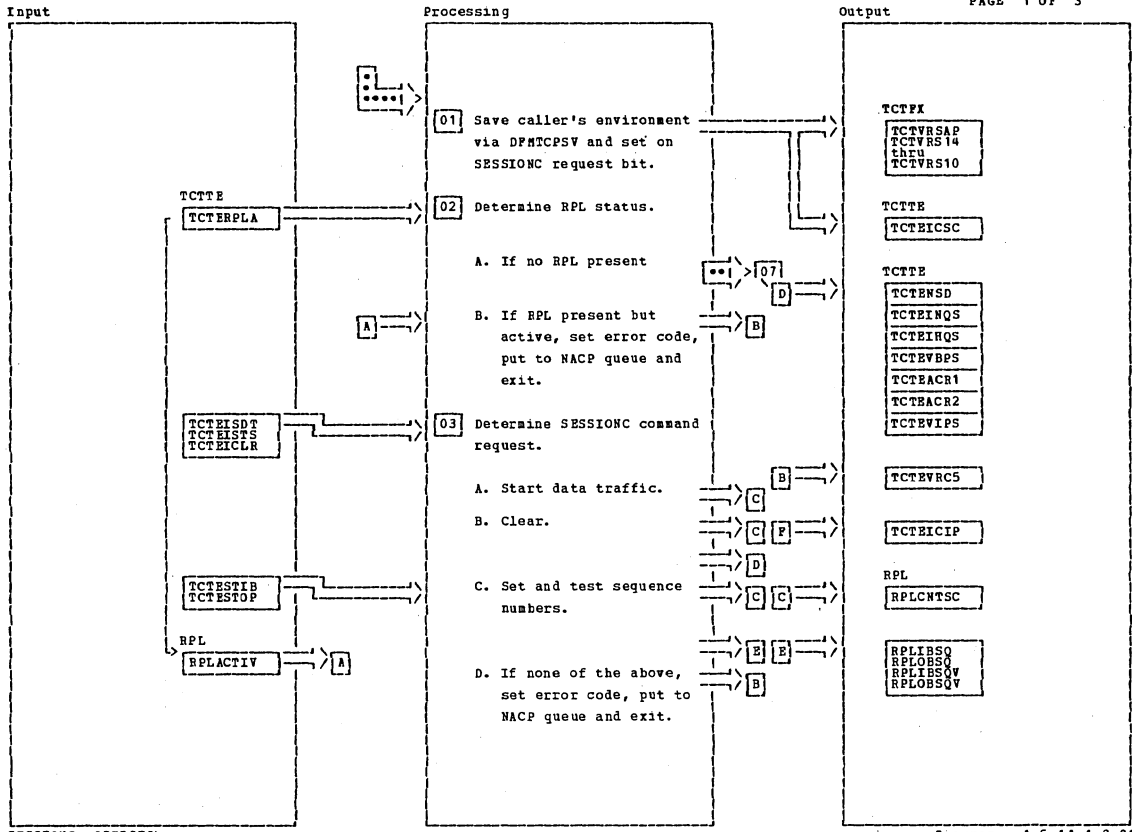 PAGE 1 OF 3
Input
Processing
Output
01 Save caller's environment
via DFHTCPSV and set on
SESSIONC request bit.
TCTFX
TCTVRSAP
TCTVRS14
thru
TCTVRS10
TCTTE
TCTERPLA
02 Determine RPL status.
TCTTE
TCTEICSC
A. If no RPL present
07
D
TCTTE
TCTENSD
TCTEINQS
TCTEIHQS
TCTEVBPS
TCTEACR1
TCTEACR2
TCTEVIPS
A
B. If RPL present but
active, set error code,
put to NACP queue and
exit.
B
TCTEISDT
TCTEISTS
TCTEICLR
03 Determine SESSIONC command
request.
A. Start data traffic.
C
B
TCTEVRC5
B. Clear.
C F
TCTEICIP
D
TCTESTIB
TCTESTOP
C. Set and test sequence
numbers.
C C
RPL
RPLCNTSC
RPL
RPLACTIV
A
E E
RPLIBSQ
RPLOBSQ
RPLIBSQV
RPLOBSQV
D. If none of the above,
set error code, put to
NACP queue and exit.
B